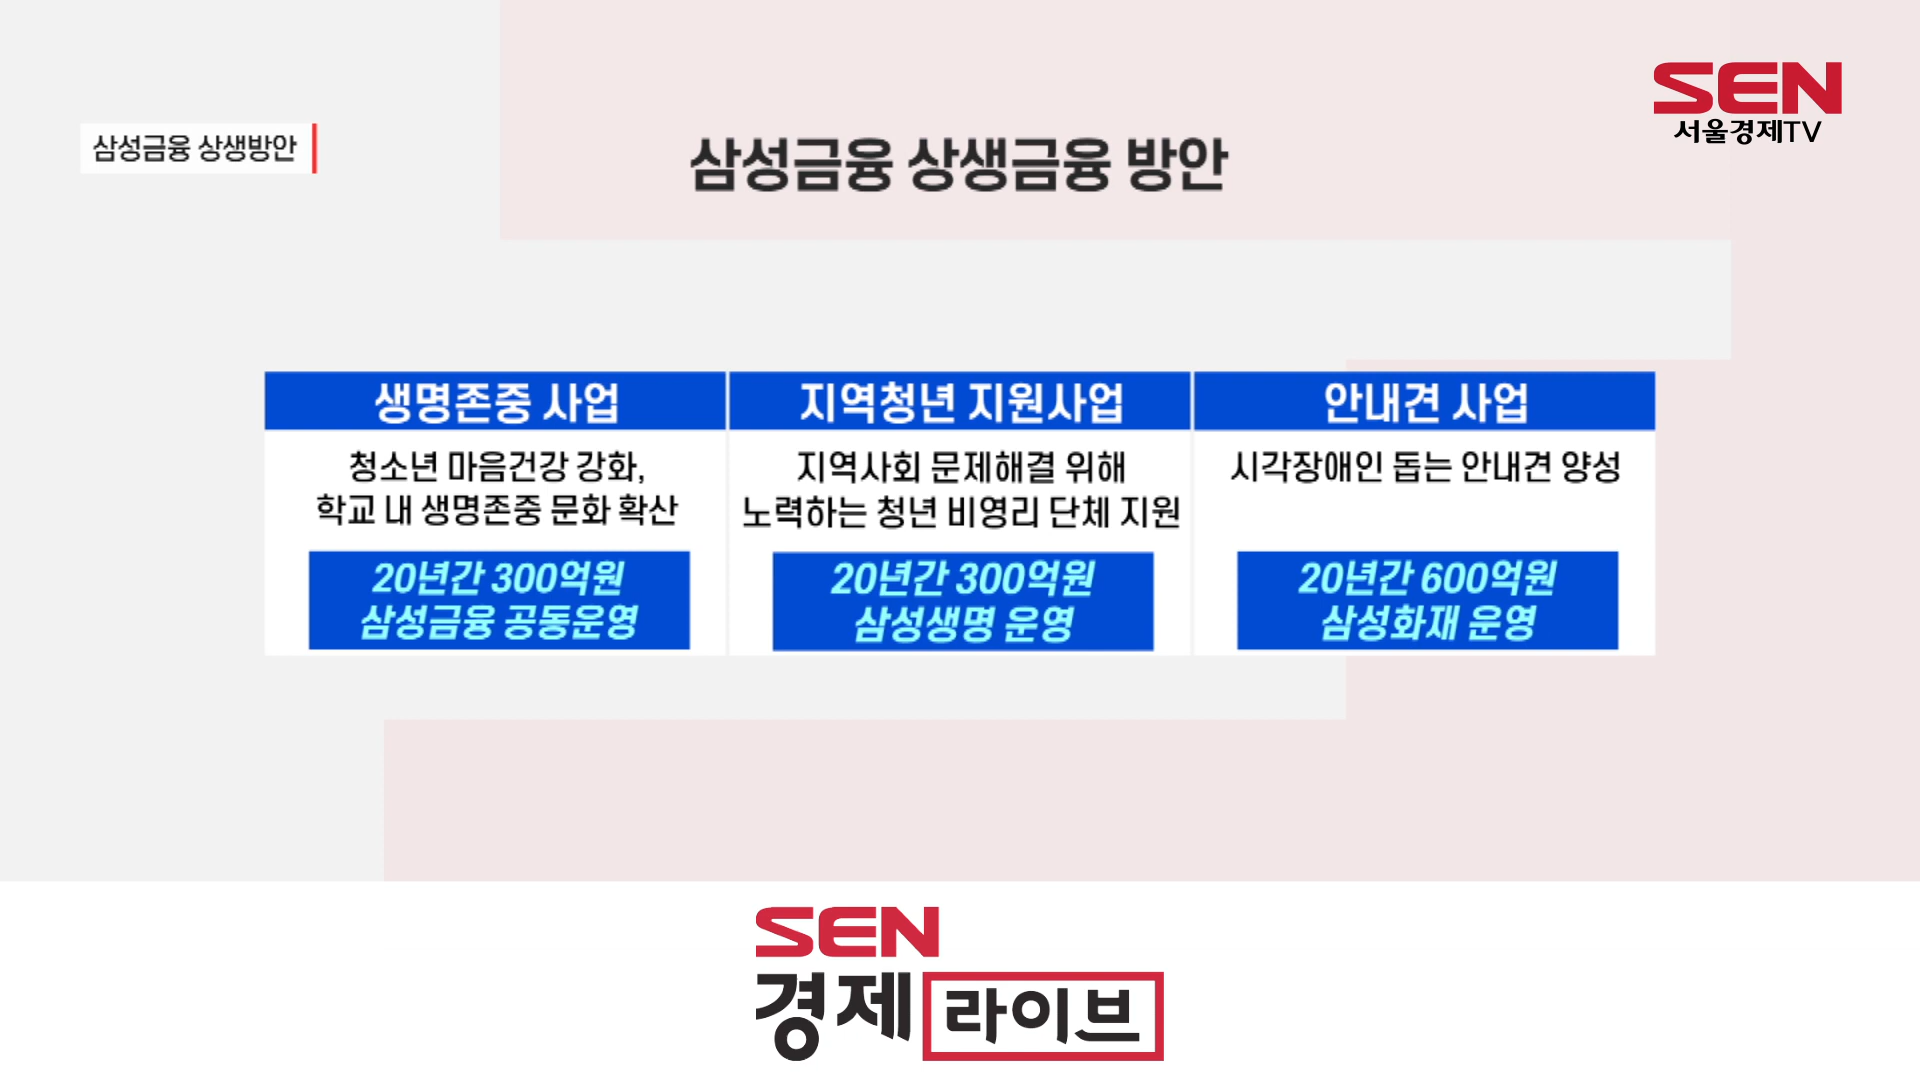 SEN
서울경제TV
삼성금융 상생방안
삼성금융 상생금융 방안
생명존중 사업
청소년 마음건강 강화,
학교 내 생명존중 문화 확산
20년간 300억원
삼성금융 공동운영
지역청년 지원사업
지역사회 문제해결 위해
노력하는 청년 비영리 단체 지원
20년간 300억원
삼성생명 운영
안내견 사업
시각장애인 돕는 안내견 양성
20년간 600억원
삼성화재 운영
SEN
경제라이브